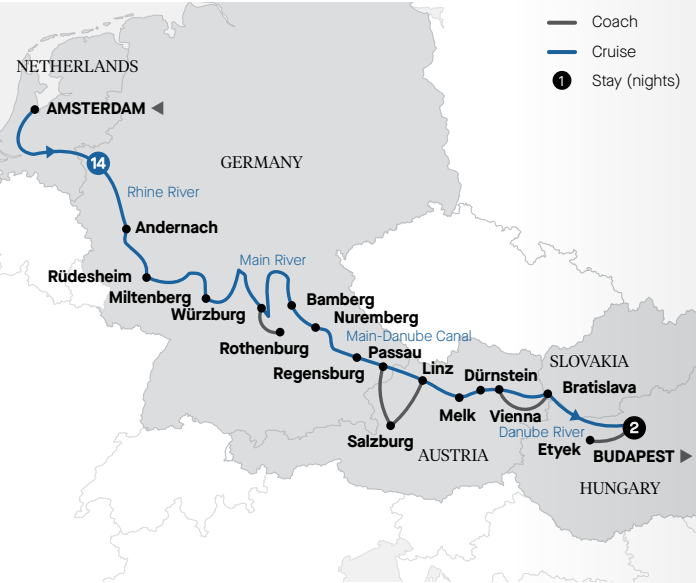 Coach
Cruise
1 Stay (nights)
NETHERLANDS
AMSTERDAM
14
GERMANY
Rhine River
Andernach
Main River
Rüdesheim
Miltenberg
Bamberg
Würzburg
Nuremberg
Main-Danube Canal
Rothenburg
Passau
Regensburg
Linz
SLOVAKIA
Dürnstein
Bratislava
Melk
Vienna
Danube River
2
Salzburg
Etyek
AUSTRIA
BUDAPEST
HUNGARY